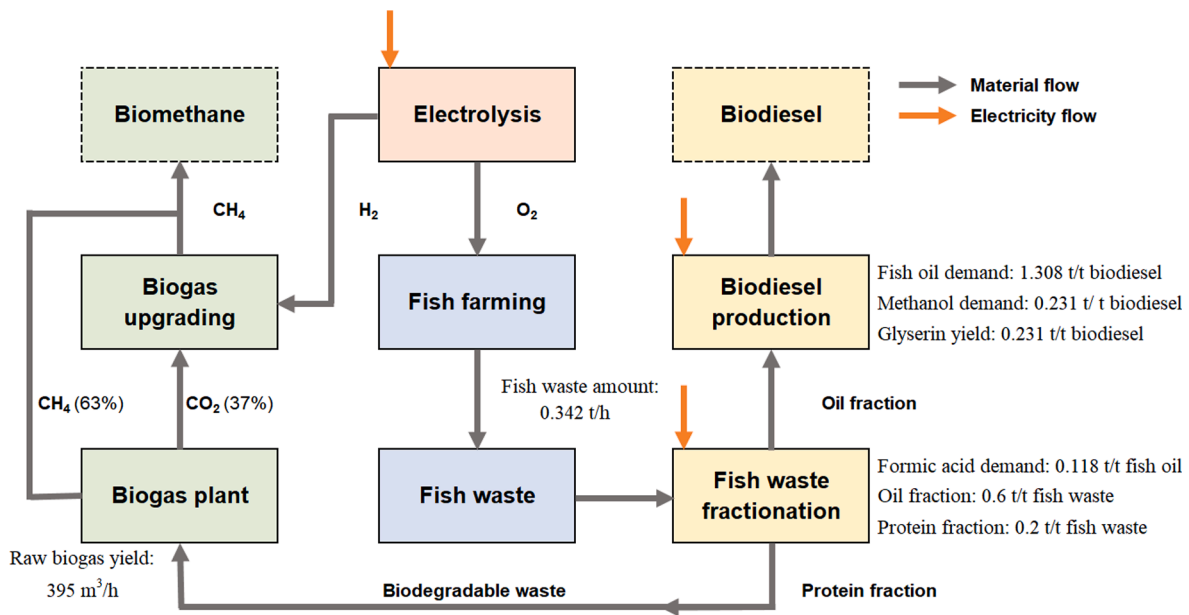 Biomethane
Electrolysis
Biodiesel
Material flow
Electricity flow
CH4
H2
O2
Biogas
upgrading
Fish farming
Biodiesel
production
Fish oil demand: 1.308 t/t biodiesel
Methanol demand: 0.231 t/ t biodiesel
Glyserin yield: 0.231 t/t biodiesel
Fish waste amount:
0.342 t/h
CH4 (63%)
CO2 (37%)
Oil fraction
Biogas plant
Fish waste
Fish waste
fractionation
Formic acid demand: 0.118 t/t fish oil
Oil fraction: 0.6 t/t fish waste
Protein fraction: 0.2 t/t fish waste
Raw biogas yield:
395 m3/h
Biodegradable waste
Protein fraction